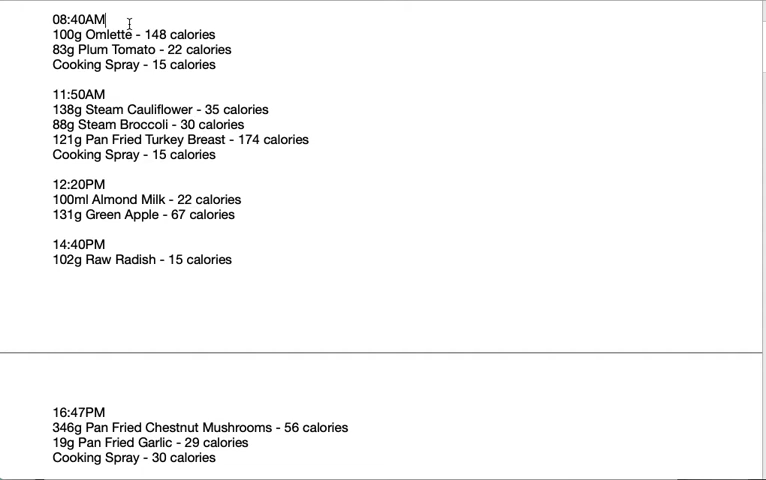 08:40AM
100g Omlette - 148 calories
83g Plum Tomato - 22 calories
Cooking Spray - 15 calories
11:50AM
138g Steam Cauliflower - 35 calories
88g Steam Broccoli - 30 calories
121g Pan Fried Turkey Breast - 174 calories
Cooking Spray - 15 calories
12:20PM
100ml Almond Milk - 22 calories
131g Green Apple - 67 calories
14:40PM
102g Raw Radish - 15 calories
16:47PM
346g Pan Fried Chestnut Mushrooms - 56 calories
19g Pan Fried Garlic - 29 calories
Cooking Spray - 30 calories